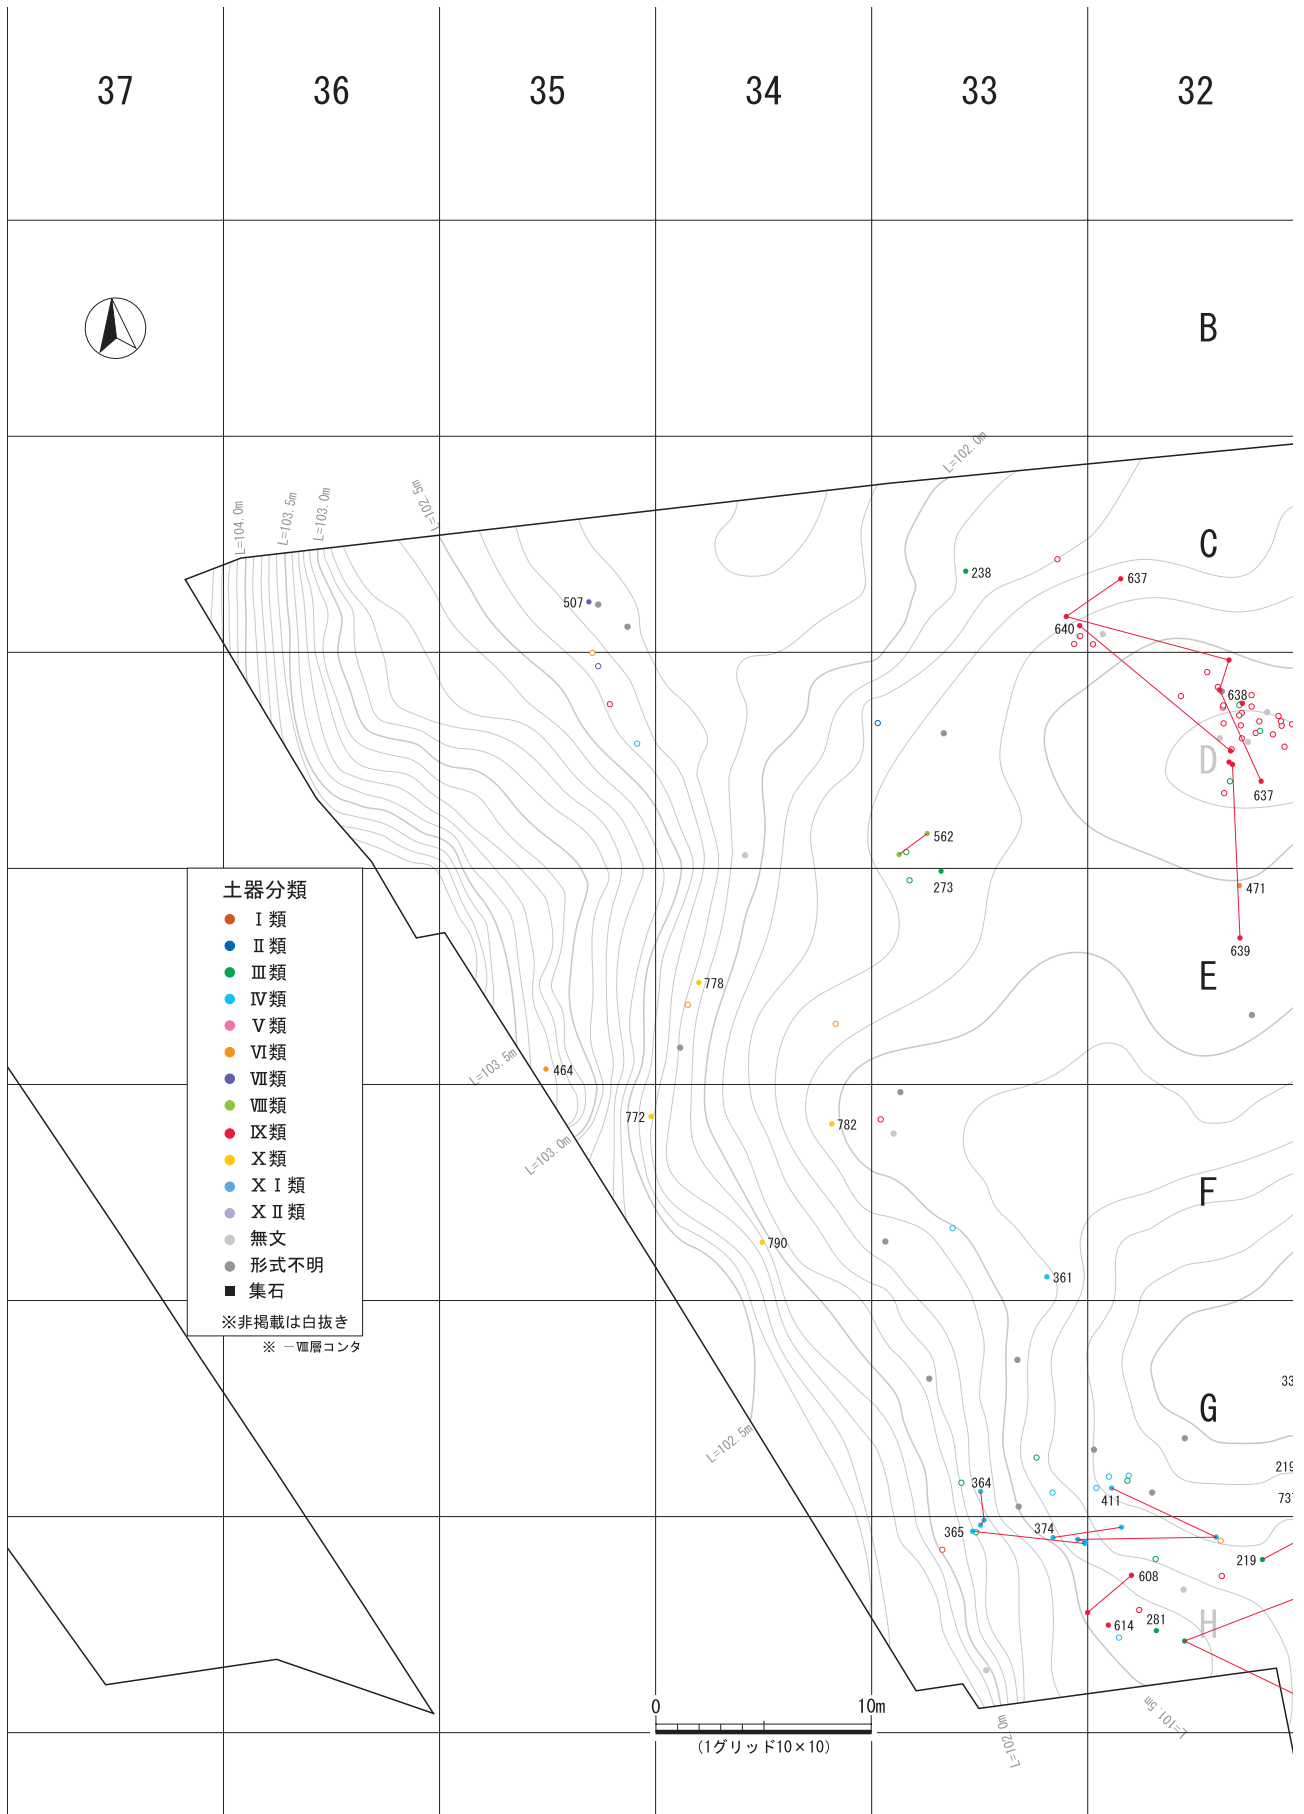 37 36 35 34 33 32
B
L=102.0m
L=104.0m
L=103.5m
L=103.0m
L=102.5m
C
238
637
507
640
638
D
637
562
273
471
639
E
778
464
L=103.5m
772
782
L=103.0m
F
790
361
土器分類
Ⅰ類
Ⅱ類
Ⅲ類
Ⅳ類
Ⅴ類
Ⅵ類
Ⅶ類
Ⅷ類
Ⅸ類
Ⅹ類
ⅩⅠ類
ⅩⅡ類
無文
形式不明
集石
※非掲載は白抜き
※ ―Ⅷ層コンタ
33
G
L=102.5m
219
364
411
737
365
374
219
608
281
614
H
L=101.5m
L=102.0m
0 10m
(1グリッド10×10)